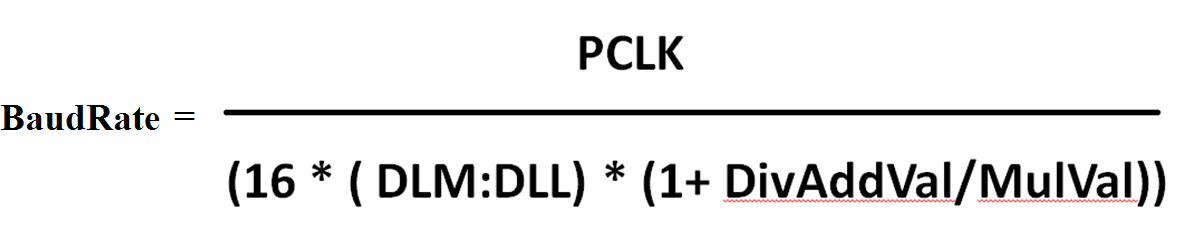 PCLK
BaudRate =
(16 * ( DLM:DLL) * (1+ DivAddVal/MulVal))